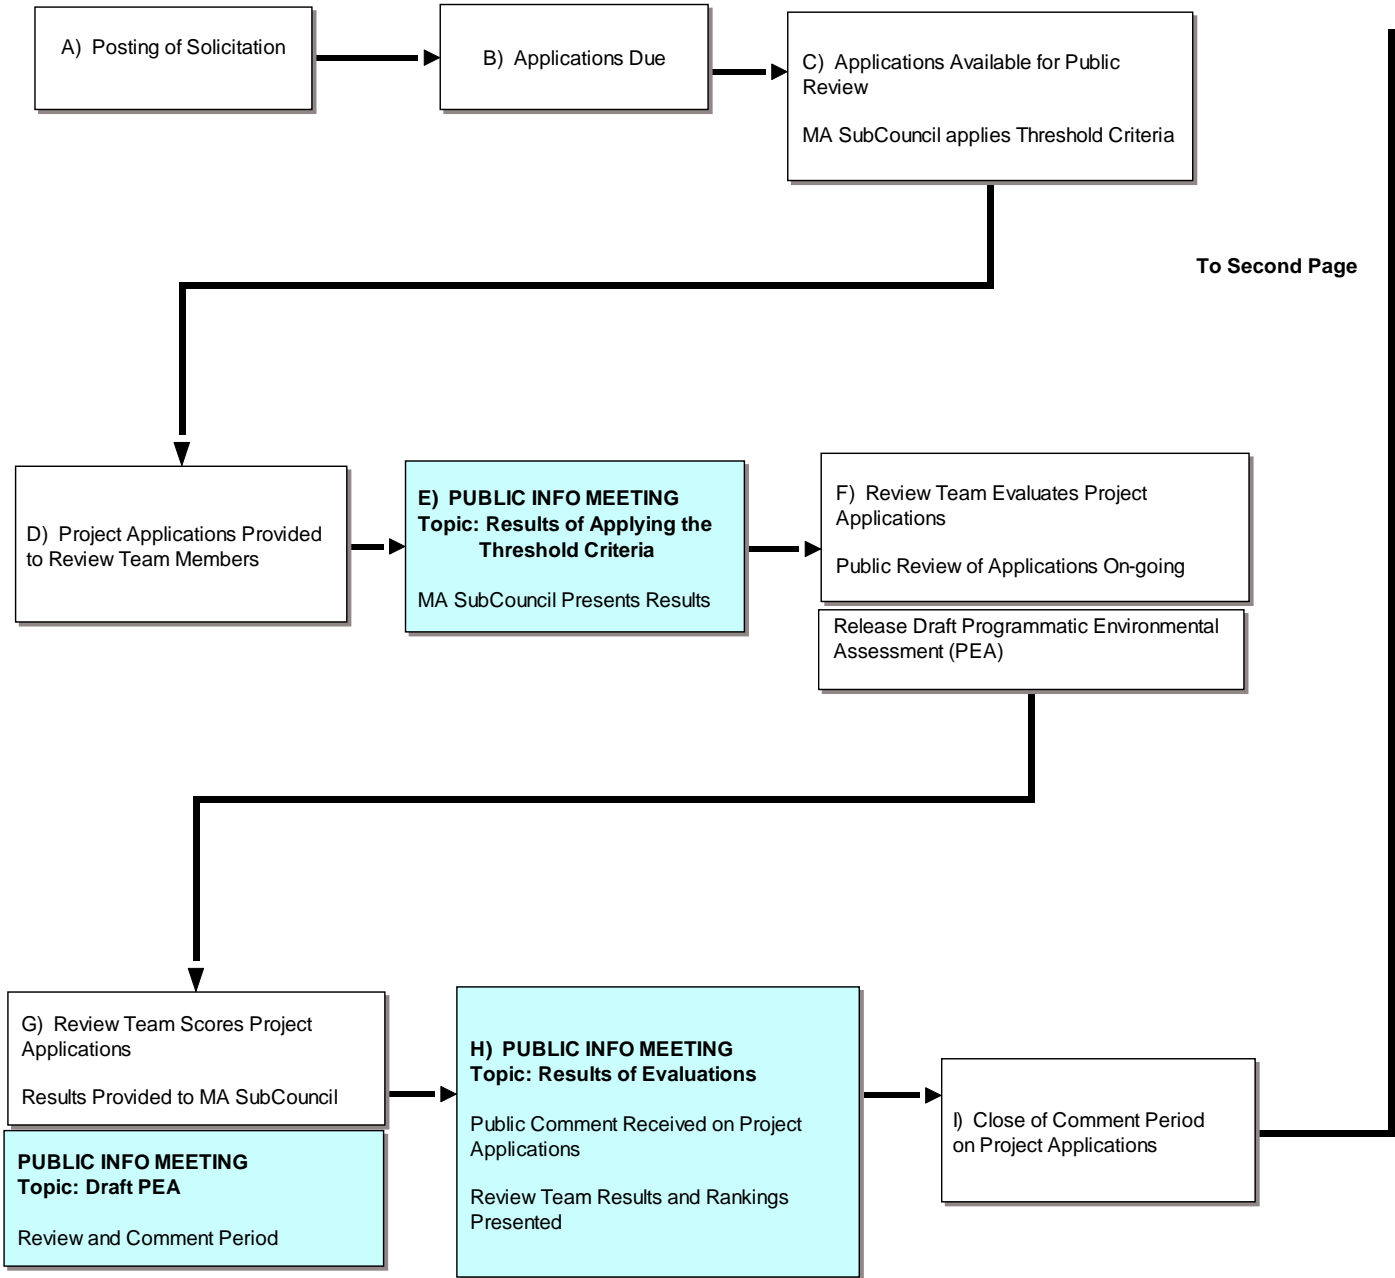 A) Posting of Solicitation
B) Applications Due
C) Applications Available for Public
Review
MA SubCouncil applies Threshold Criteria
To Second Page
D) Project Applications Provided
to Review Team Members
E) PUBLIC INFO MEETING
Topic: Results of Applying the
Threshold Criteria
MA SubCouncil Presents Results
F) Review Team Evaluates Project
Applications
Public Review of Applications On-going
Release Draft Programmatic Environmental
Assessment (PEA)
G) Review Team Scores Project
Applications
Results Provided to MA SubCouncil
PUBLIC INFO MEETING
Topic: Draft PEA
Review and Comment Period
H) PUBLIC INFO MEETING
Topic: Results of Evaluations
Public Comment Received on Project
Applications
Review Team Results and Rankings
Presented
I) Close of Comment Period
on Project Applications